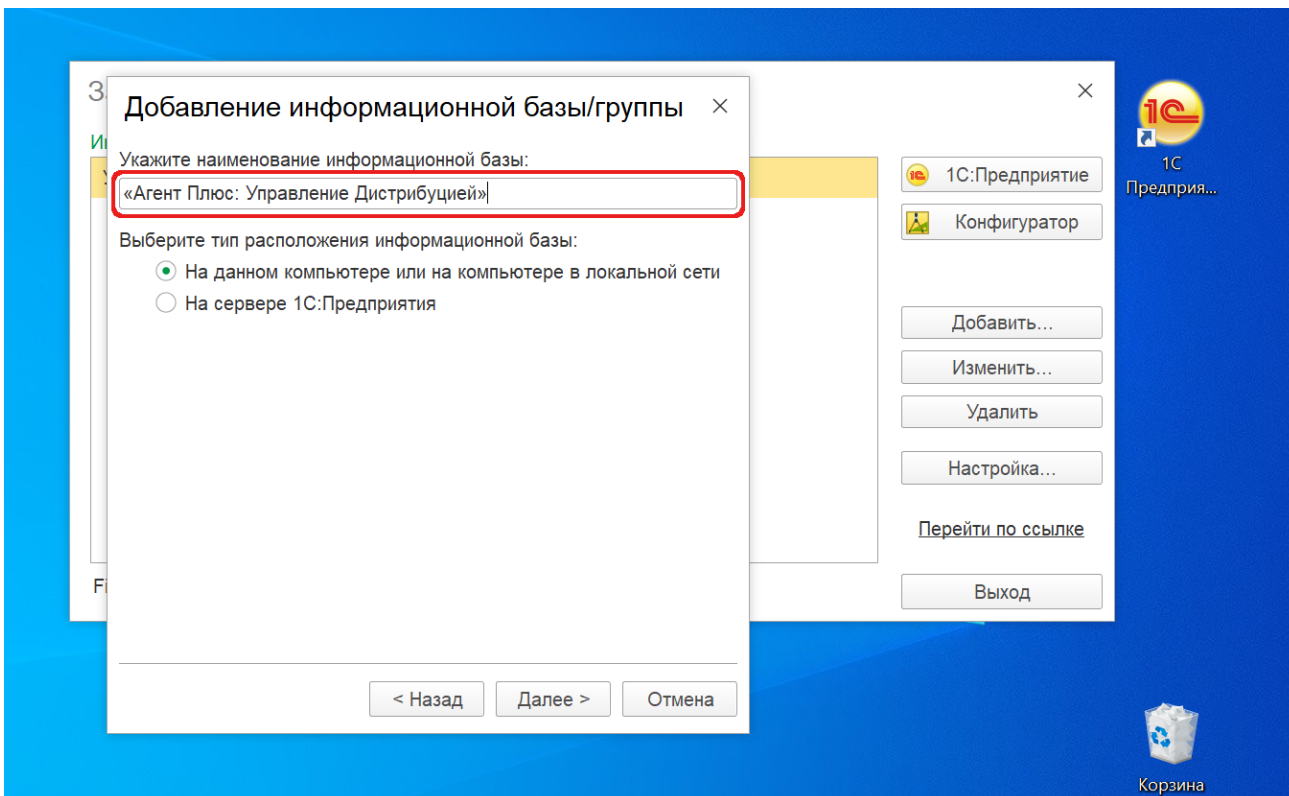 Добавление информационной базы/группы
Укажите наименование информационной базы:
«Агент Плюс: Управление Дистрибуцией»
Выберите тип расположения информационной базы:
На данном компьютере или на компьютере в локальной сети
На сервере 1С:Предприятия
< Назад
Далее >
Отмена
1С:Предприятие
Конфигуратор
Добавить...
Изменить...
Удалить
Настройка...
Перейти по ссылке
Выход
1С
Предприя...
Корзина